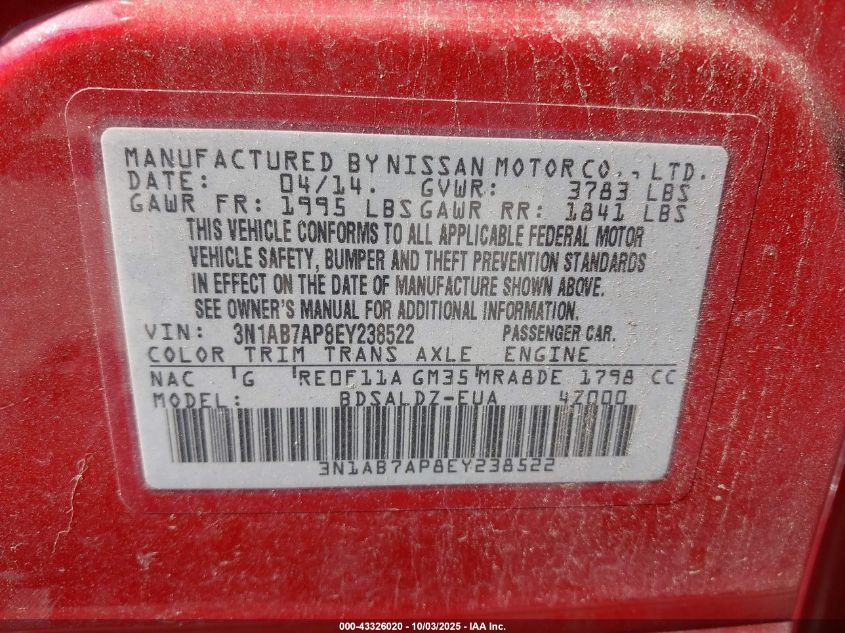 MANUFACTURED BY NISSAN MOTOR CO., LTD.
DATE: 04/14. GVWR: 3783 LBS
GAWR FR: 1995 LBS GAWR RR: 1841 LBS
THIS VEHICLE CONFORMS TO ALL APPLICABLE FEDERAL MOTOR
VEHICLE SAFETY, BUMPER AND THEFT PREVENTION STANDARDS
IN EFFECT ON THE DATE OF MANUFACTURE SHOWN ABOVE.
SEE OWNER'S MANUAL FOR ADDITIONAL INFORMATION.
VIN: 3N1AB7AP8EY238522 PASSENGER CAR.
COLOR TRIM TRANS AXLE ENGINE
NAC G RE0F11A GM35 MRA8DE 1798 CC
MODEL: BDSALDZ-EUA 4Z000
3N1AB7AP8EY238522
000-43326020 - 10/03/2025 - IAA Inc.